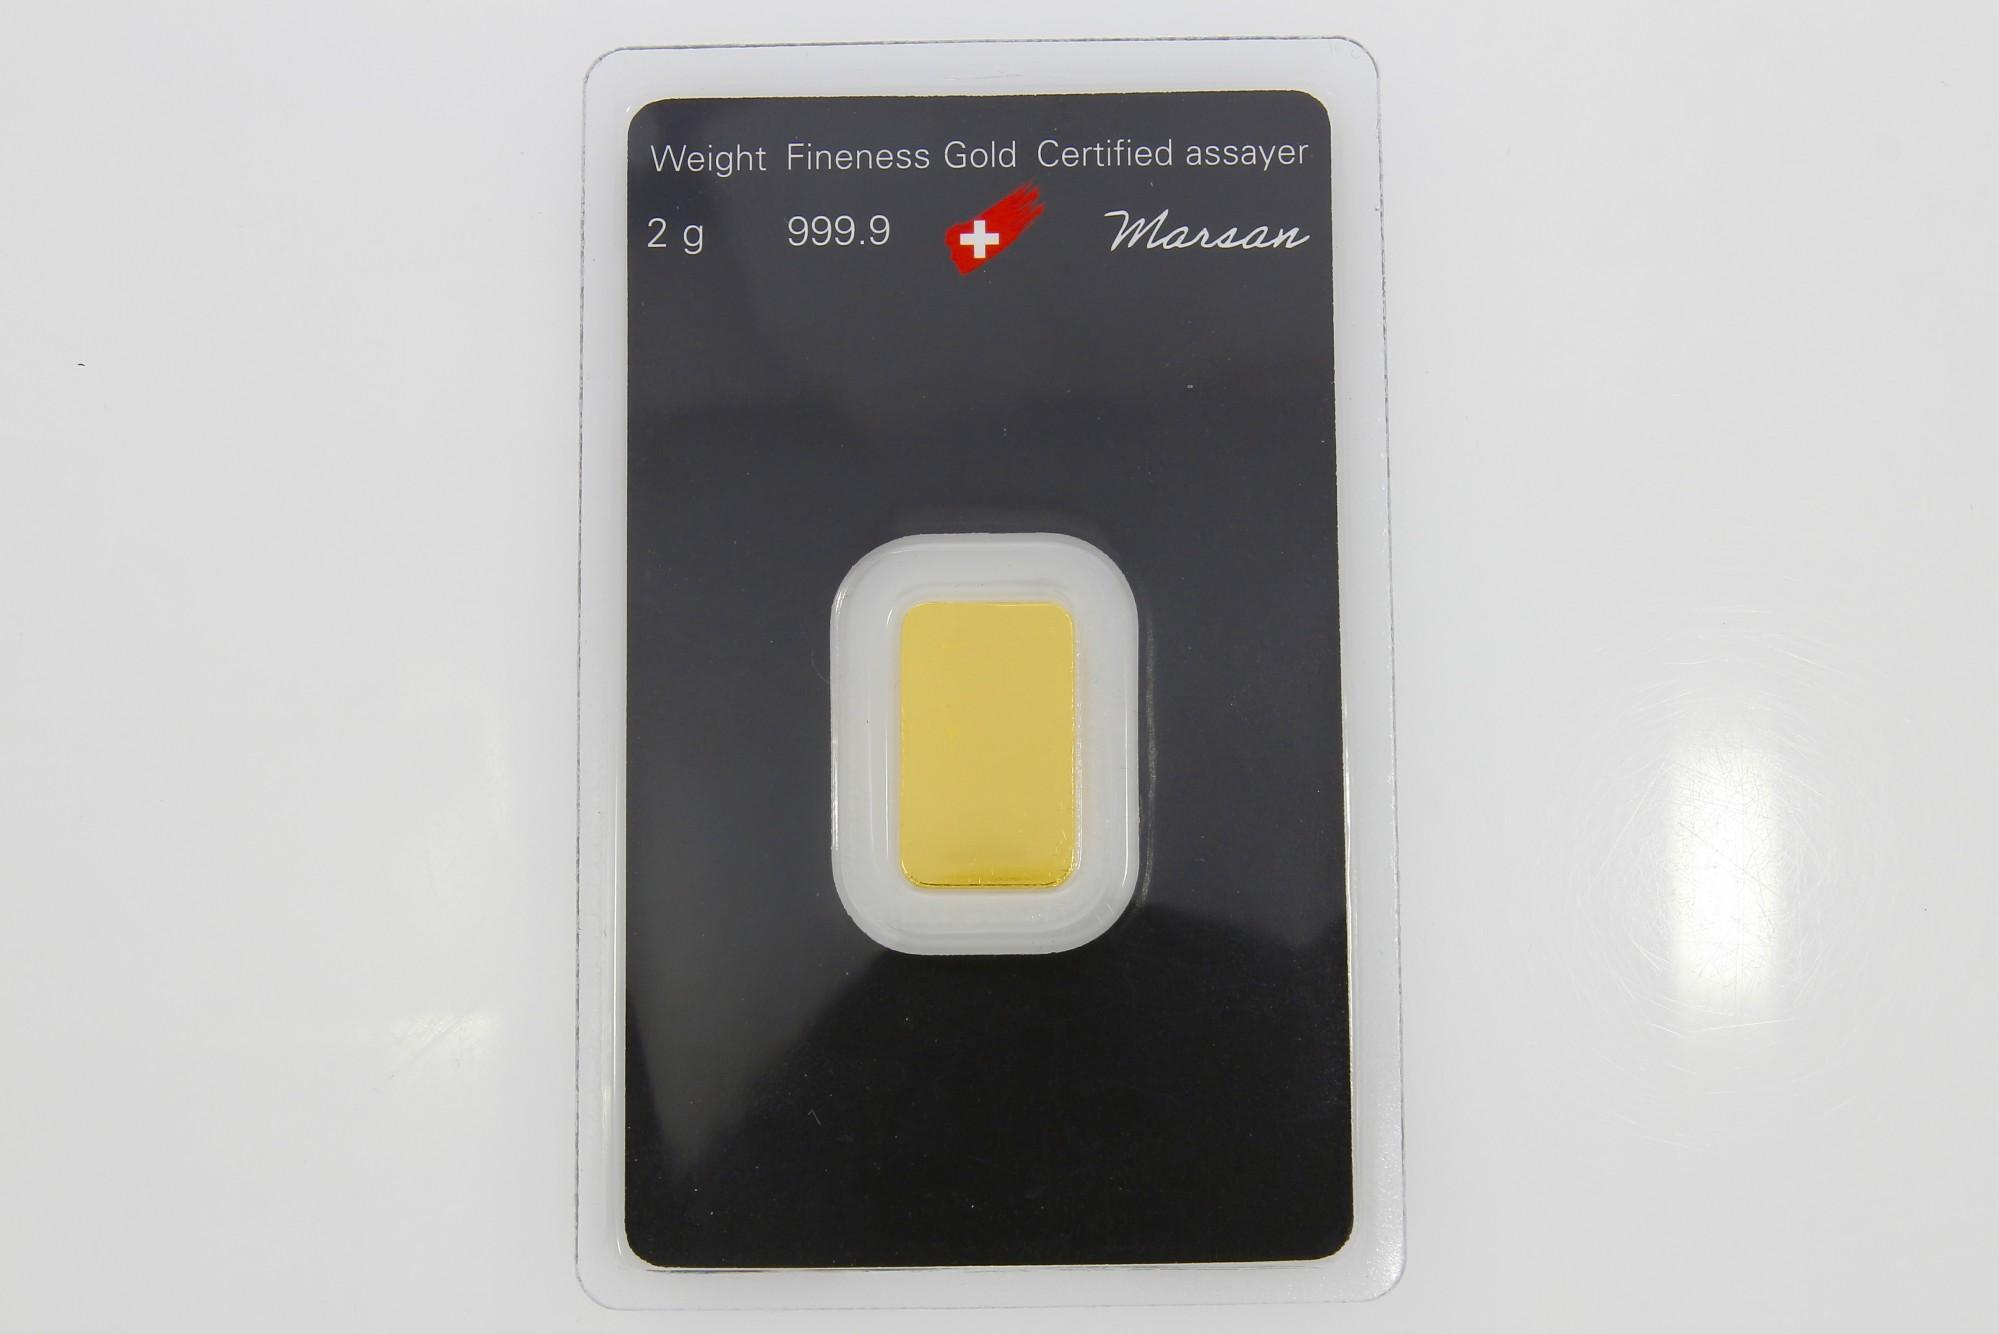 Weight Fineness Gold Certified assayer
2 g 999.9 Marsan